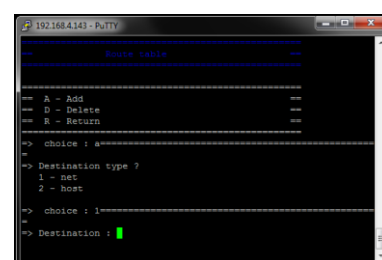 192.168.4.143 - PuTTY
== Route table ==
== A - Add ==
== D - Delete ==
== R - Return ==
=> choice : a
=
=> Destination type ?
1 - net
2 - host
=> choice : 1
=
=> Destination :